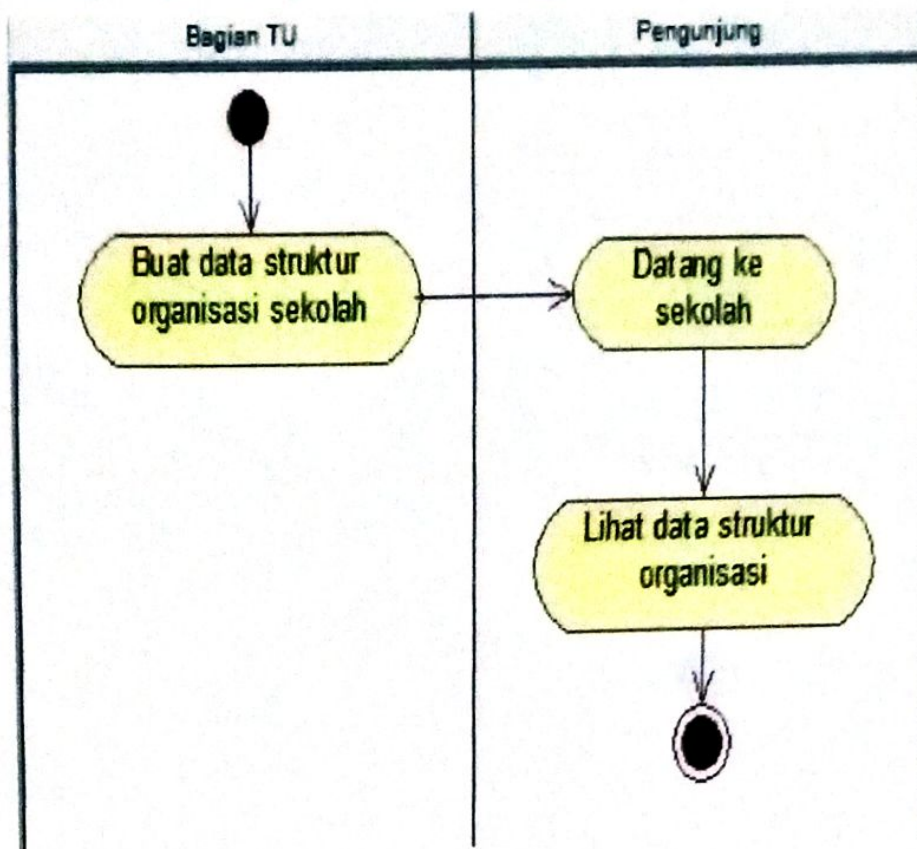 Bagian TU
Pengunjung
Buat data struktur
organisasi sekolah
Datang ke
sekolah
Lihat data struktur
organisasi